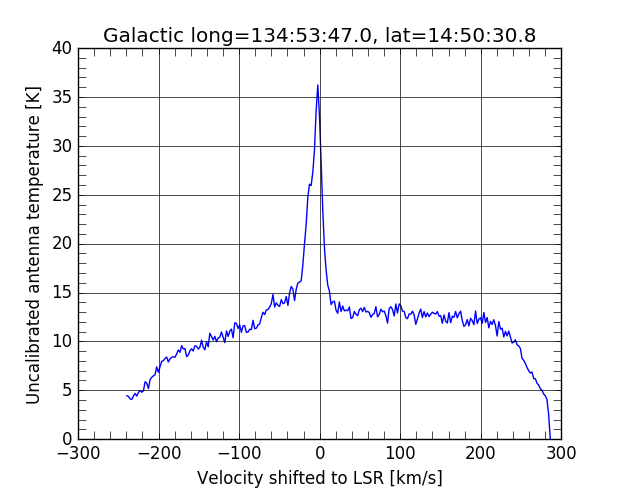 Galactic long=134:53:47.0, lat=14:50:30.8
Uncalibrated antenna temperature [K]
40
35
30
25
20
15
10
5
0
−300 −200 −100 0 100 200 300
Velocity shifted to LSR [km/s]